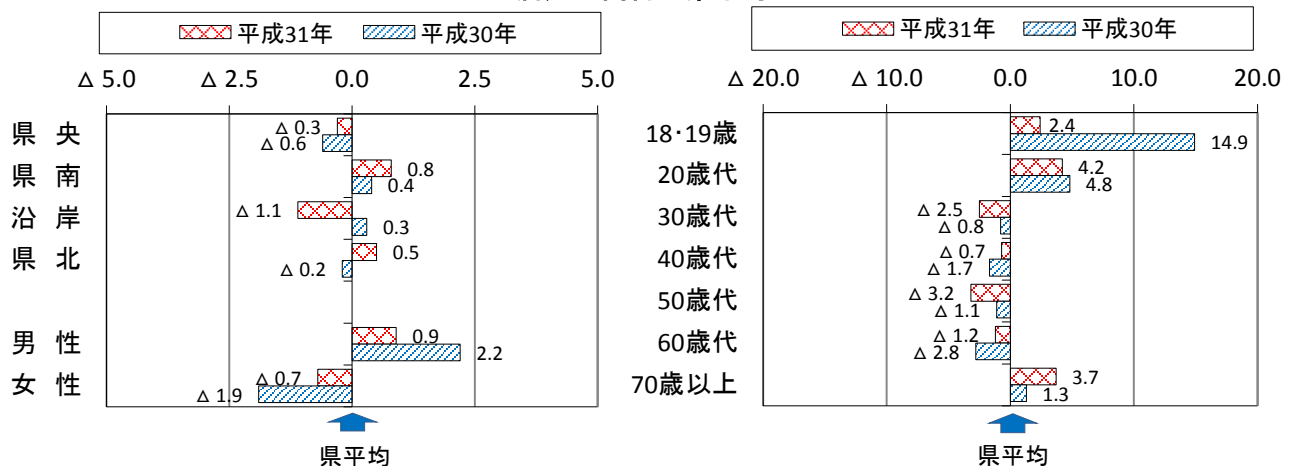 平成31年 平成30年
△ 5.0 △ 2.5 0.0 2.5 5.0
県 央 △ 0.3
△ 0.6
県 南 0.8
0.4
沿 岸 △ 1.1
0.3
県 北 0.5
△ 0.2
男 性 0.9
2.2
女 性 △ 0.7
△ 1.9
県平均
平成31年 平成30年
△ 20.0 △ 10.0 0.0 10.0 20.0
18･19歳 2.4
14.9
20歳代 4.2
4.8
30歳代 △ 2.5
△ 0.8
40歳代 △ 0.7
△ 1.7
50歳代 △ 3.2
△ 1.1
60歳代 △ 1.2
△ 2.8
70歳以上 3.7
1.3
県平均